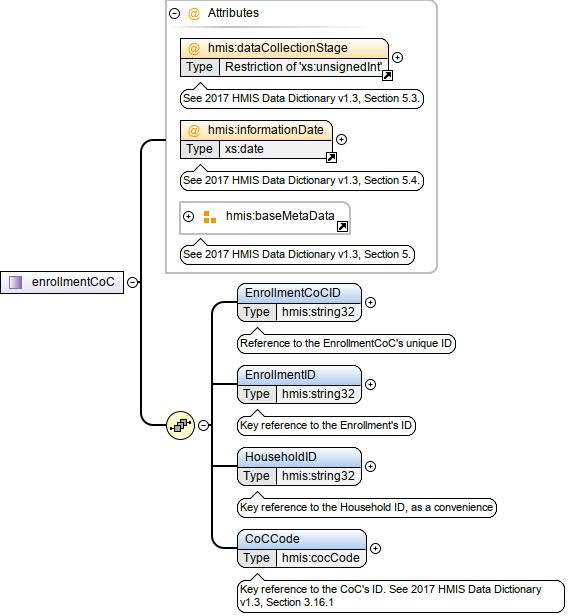 Attributes
@ hmis:dataCollectionStage
Type Restriction of 'xs:unsignedInt'
See 2017 HMIS Data Dictionary v1.3, Section 5.3.
@ hmis:informationDate
Type xs:date
See 2017 HMIS Data Dictionary v1.3, Section 5.4.
hmis:baseMetaData
See 2017 HMIS Data Dictionary v1.3, Section 5.
enrollmentCoC
EnrollmentCoCID
Type hmis:string32
Reference to the EnrollmentCoC's unique ID
EnrollmentID
Type hmis:string32
Key reference to the Enrollment's ID
HouseholdID
Type hmis:string32
Key reference to the Household ID, as a convenience
CoCCode
Type hmis:cocCode
Key reference to the CoC's ID. See 2017 HMIS Data Dictionary
v1.3, Section 3.16.1